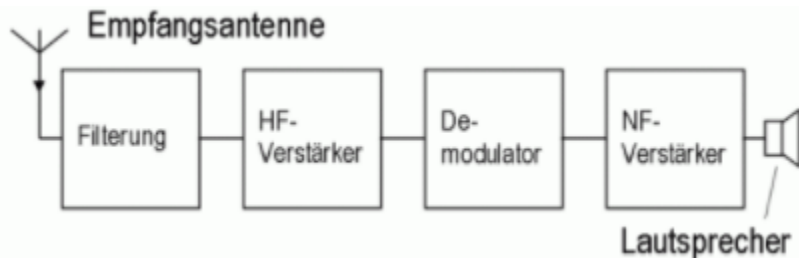 Empfangsantenne
Filterung
HF-
Verstärker
De-
modulator
NF-
Verstärker
Lautsprecher